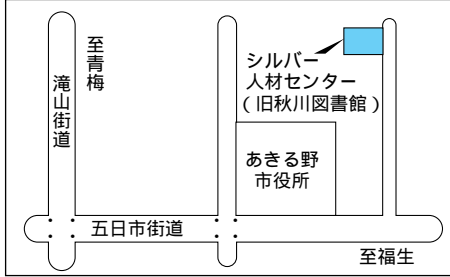 至青梅
滝山街道
シルバー
人材センター
（旧秋川図書館）
あきる野
市役所
五日市街道
至福生